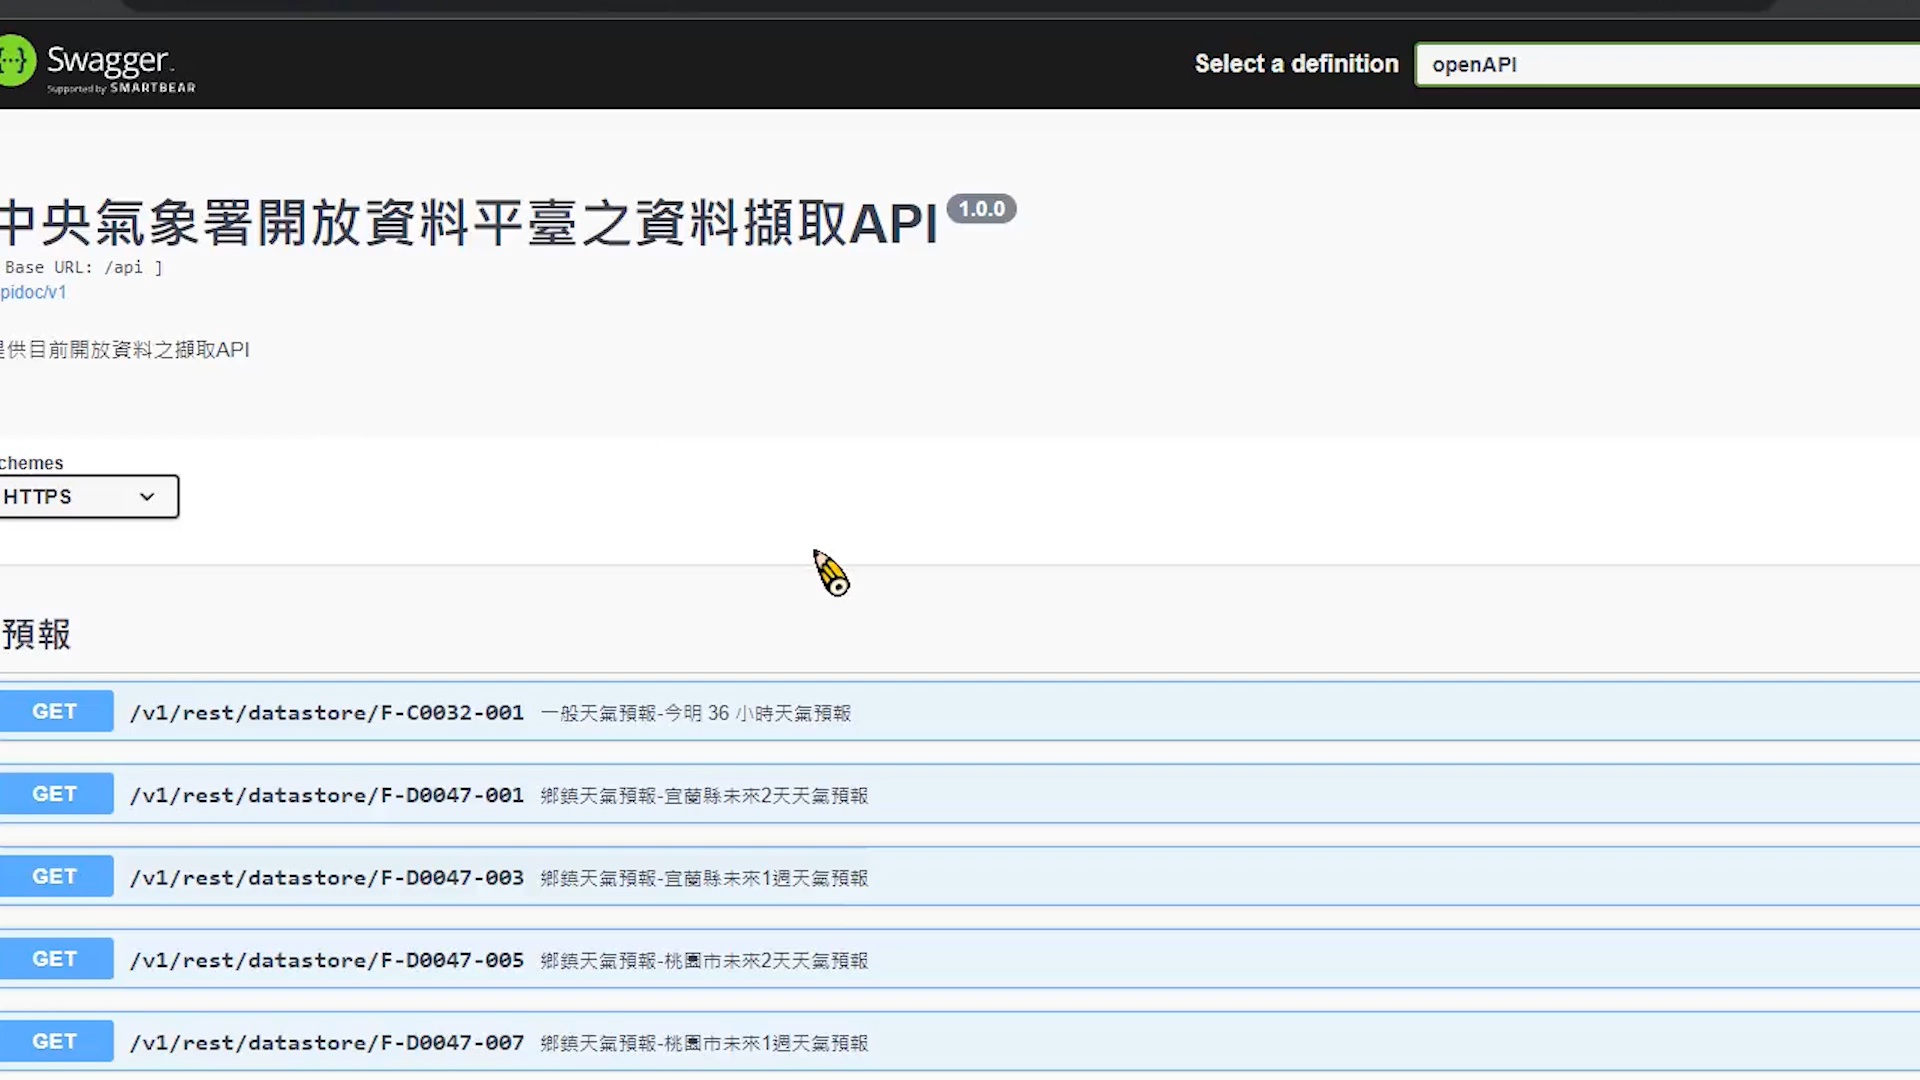 Swagger.
Supported by SMARTBEAR
Select a definition
openAPI
中央氣象署開放資料平臺之資料擷取API 1.0.0
Base URL: /api ]
pidoc/v1
提供目前開放資料之擷取API
chemes
HTTPS
預報
GET /v1/rest/datastore/F-C0032-001 一般天氣預報-今明 36 小時天氣預報
GET /v1/rest/datastore/F-D0047-001 鄉鎮天氣預報-宜蘭縣未來2天天氣預報
GET /v1/rest/datastore/F-D0047-003 鄉鎮天氣預報-宜蘭縣未來1週天氣預報
GET /v1/rest/datastore/F-D0047-005 鄉鎮天氣預報-桃園市未來2天天氣預報
GET /v1/rest/datastore/F-D0047-007 鄉鎮天氣預報-桃園市未來1週天氣預報